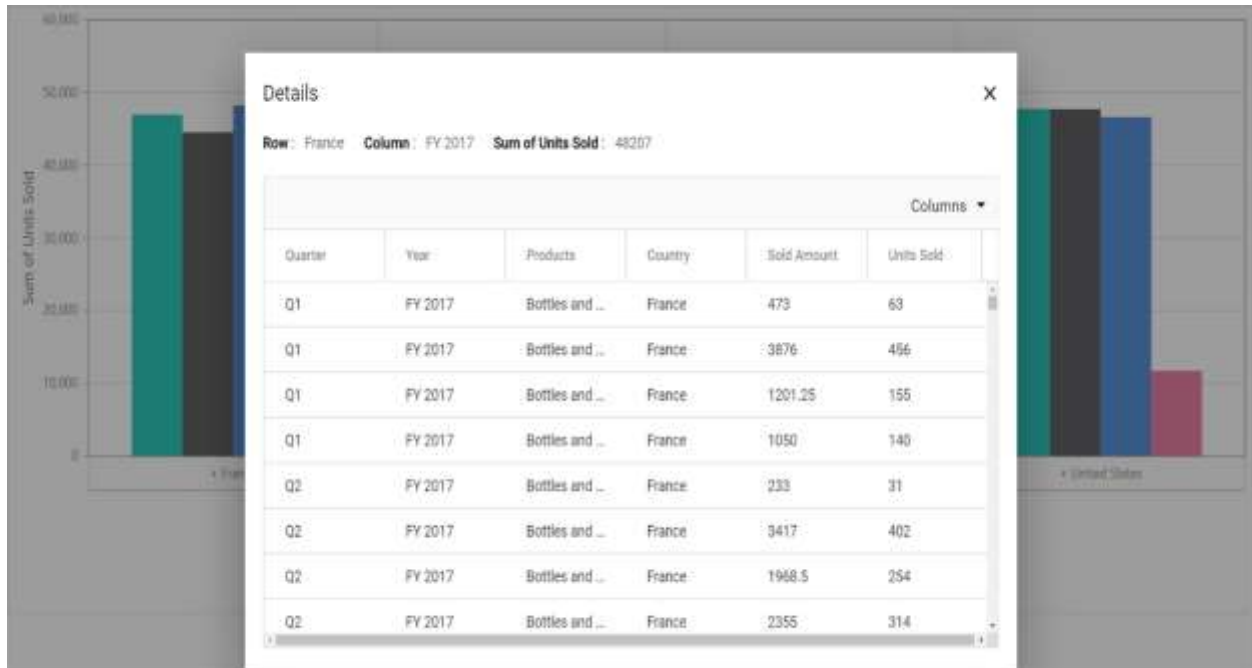 60,000
50,000
40,000
30,000
20,000
10,000
0
Sum of Units Sold
Details X
Row : France Column : FY 2017 Sum of Units Sold : 48207
Columns
Quarter Year Products Country Sold Amount Units Sold
Q1 FY 2017 Bottles and ... France 473 63
Q1 FY 2017 Bottles and ... France 3876 456
Q1 FY 2017 Bottles and ... France 1201.25 155
Q1 FY 2017 Bottles and ... France 1050 140
Q2 FY 2017 Bottles and ... France 233 31
Q2 FY 2017 Bottles and ... France 3417 402
Q2 FY 2017 Bottles and ... France 1968.5 254
Q2 FY 2017 Bottles and ... France 2355 314
+ United States